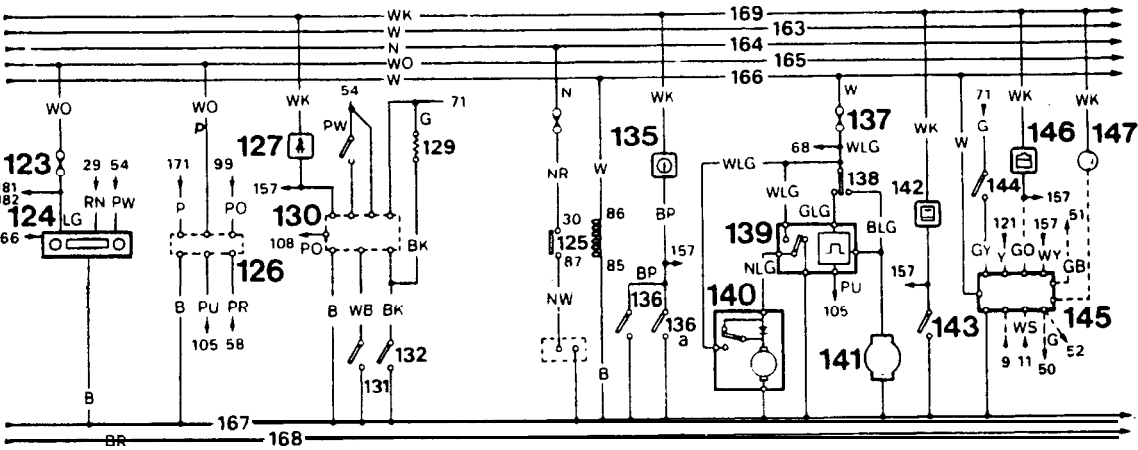 WK 169
W 163
N 164
WO 165
W 166
WO WO WK 54 71 N WK W 71 WK WK
P PW G 129 W 135 137 WK W G 146 147
123 171 99 127 68 WLG
29 54 NR WLG 138 142 144 157
81 157 WLG
82
124 LG RN PW P PO 130 30 86 BP GLG BLG 121 157 51
66 108 PO BK 125 157 139 GY Y GO WY GB
126 87 85 BP NLG 157
B PU PR B WB BK NW 136 136 a 140 PU 143 WS G 145
105 58 132 105 141 9 11 50 52
B 131 B
167
BR 168